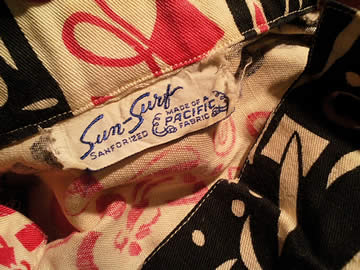 Sun-Surf
SANFORIZED
MADE OF A
PACIFIC
FABRIC